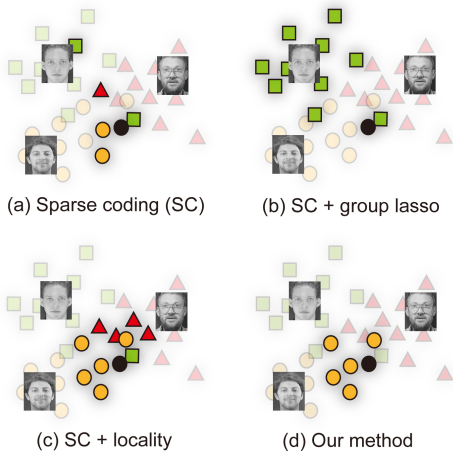 (a) Sparse coding (SC)
(b) SC + group lasso
(c) SC + locality
(d) Our method